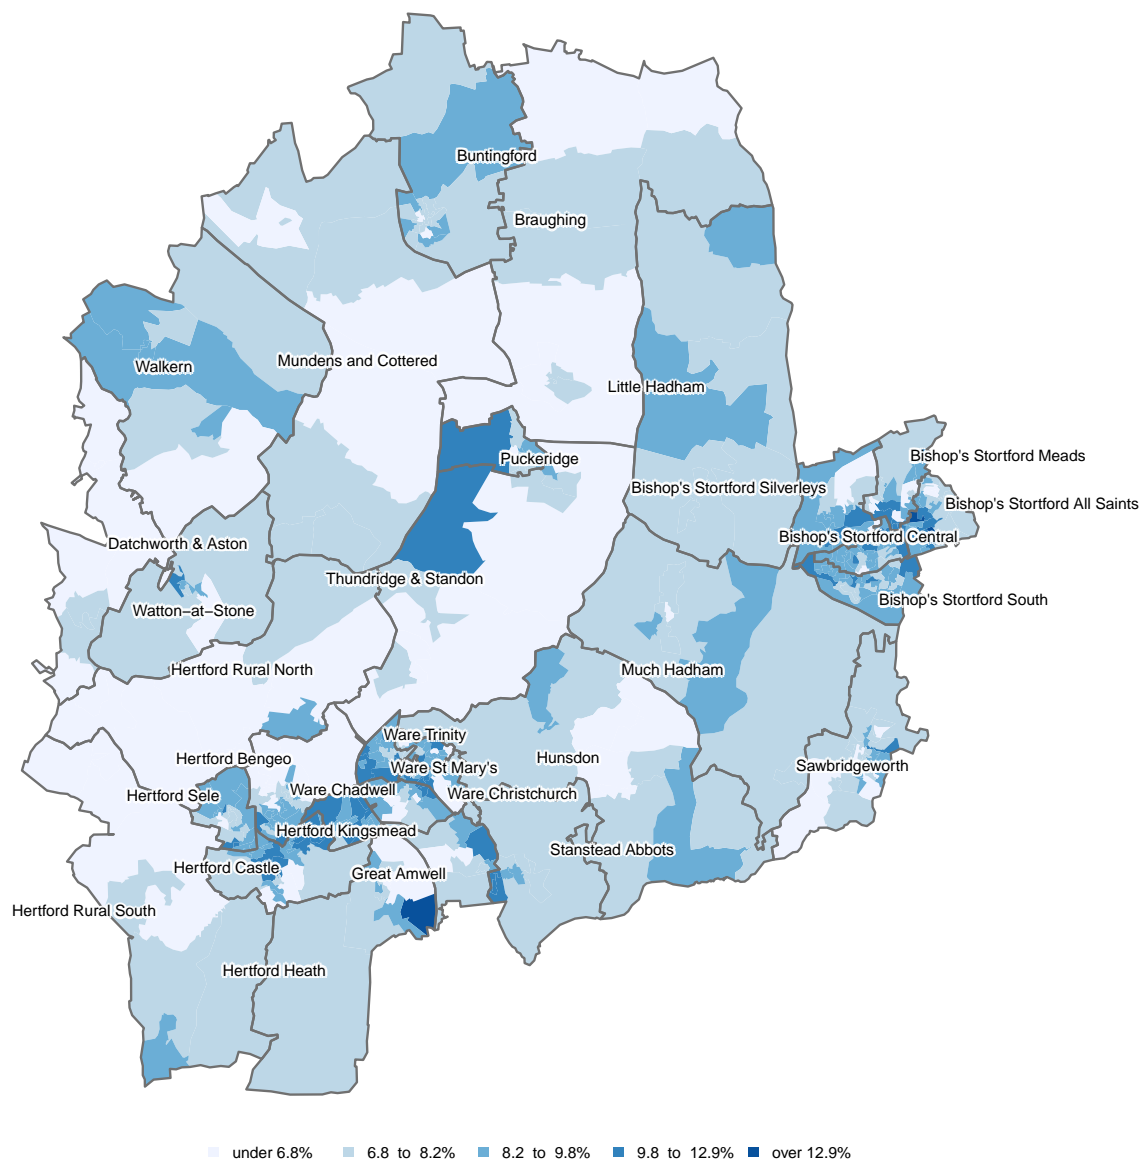 Buntingford
Braughing
Walkern
Mundens and Cottered
Little Hadham
Puckeridge
Bishop's Stortford Meads
Bishop's Stortford Silverleys
Bishop's Stortford All Saints
Bishop's Stortford Central
Datchworth & Aston
Thundridge & Standon
Bishop's Stortford South
Watton−at−Stone
Hertford Rural North
Much Hadham
Ware Trinity
Hertford Bengeo
Hunsdon
Ware St Mary's
Sawbridgeworth
Ware Chadwell
Ware Christchurch
Hertford Sele
Hertford Kingsmead
Stanstead Abbots
Hertford Castle
Great Amwell
Hertford Rural South
Hertford Heath
under 6.8% 6.8 to 8.2% 8.2 to 9.8% 9.8 to 12.9% over 12.9%